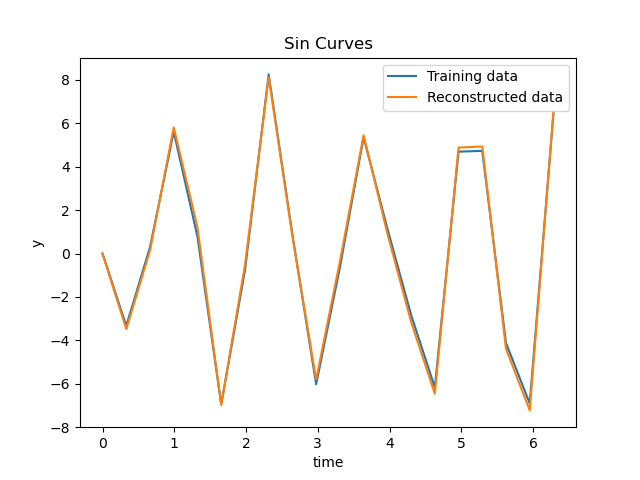 Sin Curves
Training data
Reconstructed data
8
6
4
2
0
−2
−4
−6
−8
y
0 1 2 3 4 5 6
time